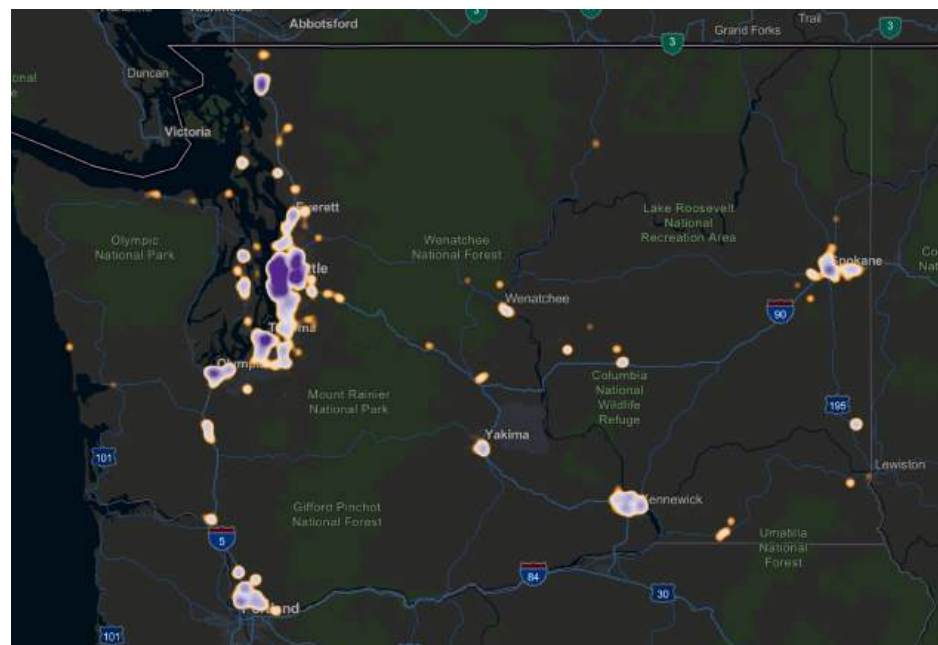 Abbotsford
3
Trail
3
Grand Forks
3
Duncan
Victoria
Everett
Lake Roosevelt
National
Recreation Area
Olympic
National Park
Wenatchee
National Forest
Spokane
Wenatchee
90
Columbia
National
Wildlife
Refuge
Mount Rainier
National Park
195
Yakima
101
Lewiston
Kennewick
Gifford Pinchot
National Forest
5
Umatilla
National
Forest
84
30
Portland
101